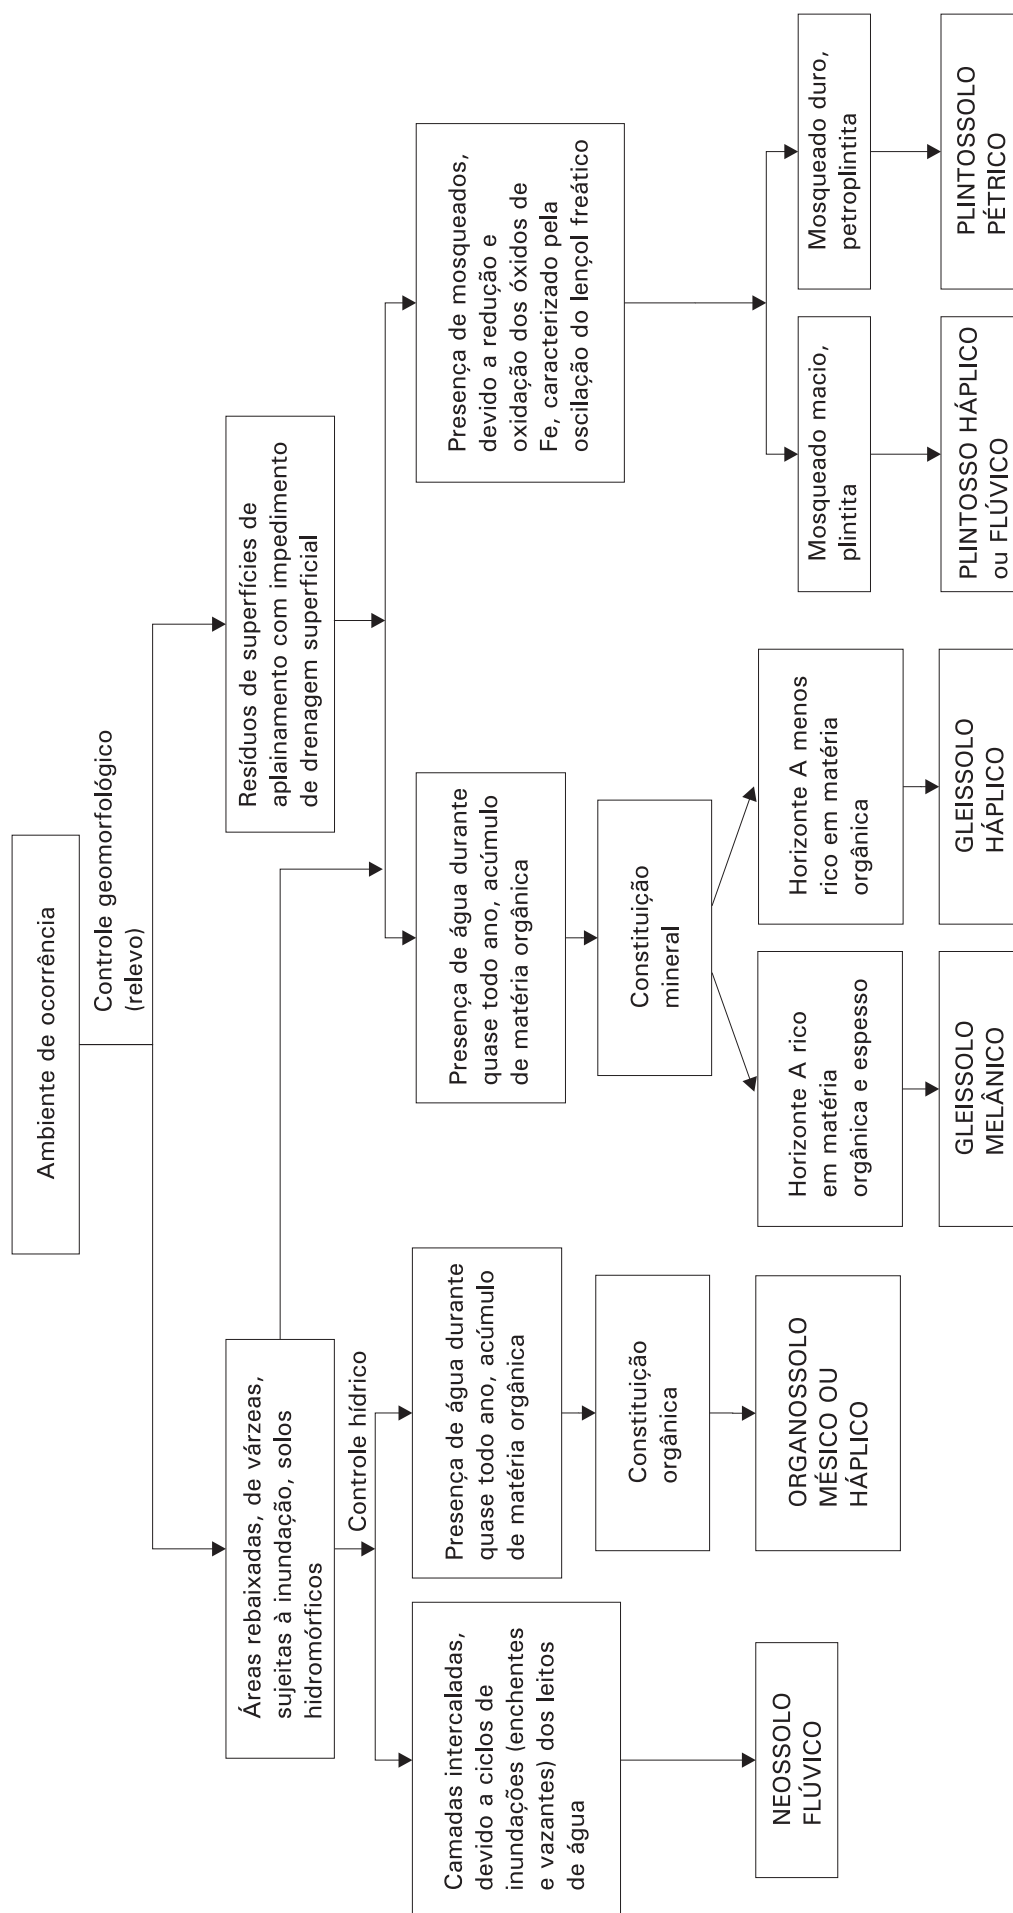 Ambiente de ocorrência
Controle geomorfológico
(relevo)
Áreas rebaixadas, de várzeas,
sujeitas à inundação, solos
hidromórficos
Resíduos de superfícies de
aplainamento com impedimento
de drenagem superficial
Controle hídrico
Camadas intercaladas,
devido a ciclos de
inundações (enchentes
e vazantes) dos leitos
de água
Presença de água durante
quase todo ano, acúmulo
de matéria orgânica
Presença de água durante
quase todo ano, acúmulo
de matéria orgânica
Presença de mosqueados,
devido a redução e
oxidação dos óxidos de
Fe, caracterizado pela
oscilação do lençol freático
Constituição
orgânica
Constituição
mineral
Horizonte A rico
em matéria
orgânica e espesso
Horizonte A menos
rico em matéria
orgânica
Mosqueado macio,
plintita
Mosqueado duro,
petroplintita
NEOSSOLO
FLÚVICO
ORGANOSSOLO
MÉSICO OU
HÁPLICO
GLEISSOLO
MELÂNICO
GLEISSOLO
HÁPLICO
PLINTOSSO HÁPLICO
ou FLÚVICO
PLINTOSSOLO
PÉTRICO